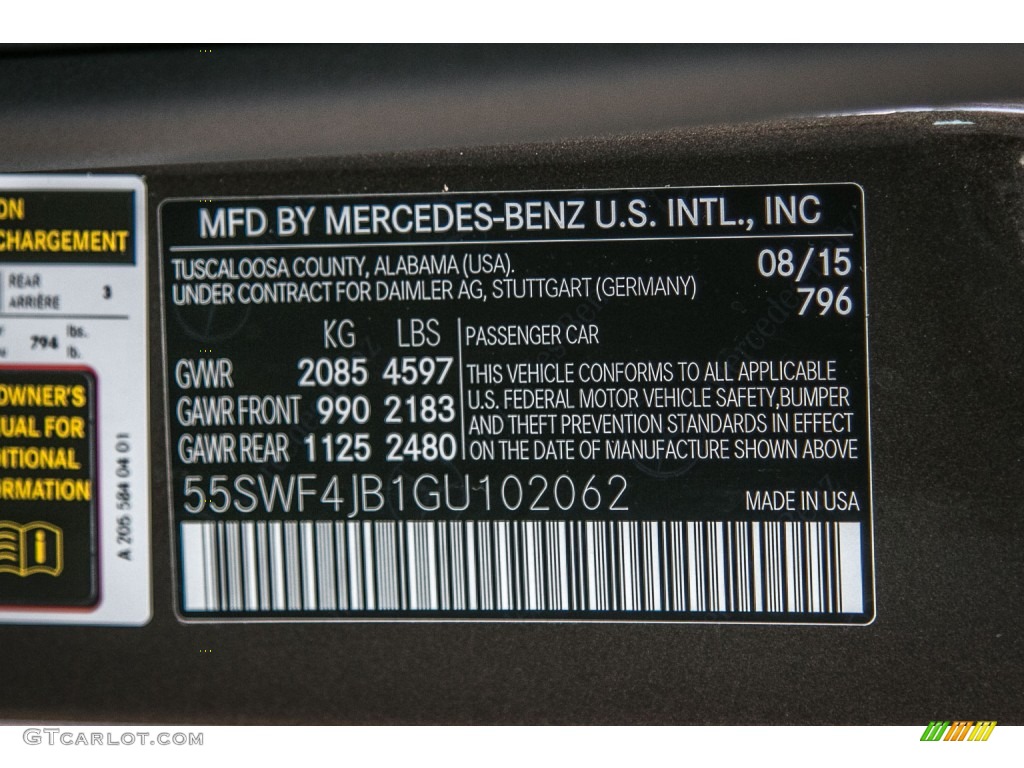 ON
CHARGEMENT
REAR
ARRIÈRE
3
794
lbs.
lb.
OWNER'S
UAL FOR
ITIONAL
ORMATION
A 205 584 04 01
MFD BY MERCEDES-BENZ U.S. INTL., INC
TUSCALOOSA COUNTY, ALABAMA (USA).
08/15
UNDER CONTRACT FOR DAIMLER AG, STUTTGART (GERMANY)
796
KG LBS
PASSENGER CAR
GVWR 2085 4597
GAWR FRONT 990 2183
GAWR REAR 1125 2480
THIS VEHICLE CONFORMS TO ALL APPLICABLE
U.S. FEDERAL MOTOR VEHICLE SAFETY,BUMPER
AND THEFT PREVENTION STANDARDS IN EFFECT
ON THE DATE OF MANUFACTURE SHOWN ABOVE
55SWF4JB1GU102062
MADE IN USA
GTCARLOT.COM